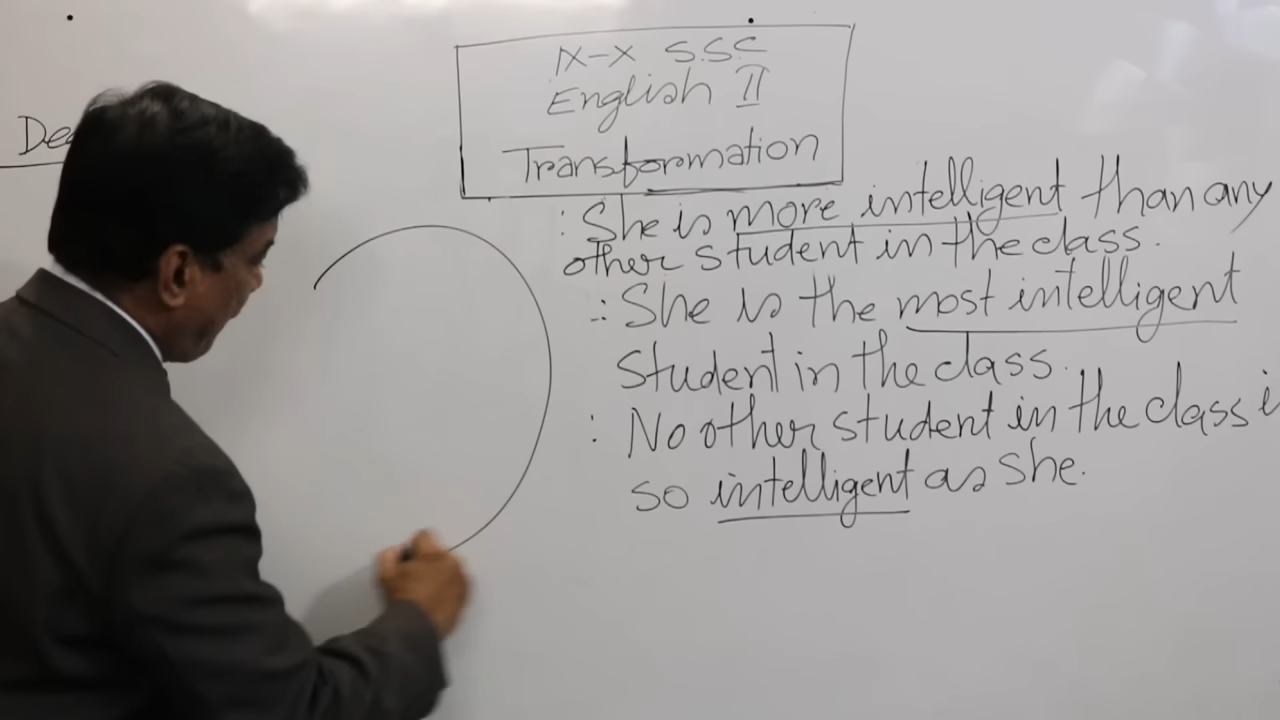 IX-X S.S.C
English II
Transformation
: She is more intelligent than any
other student in the class.
∴ She is the most intelligent
student in the class.
: No other student in the class
so intelligent as she.